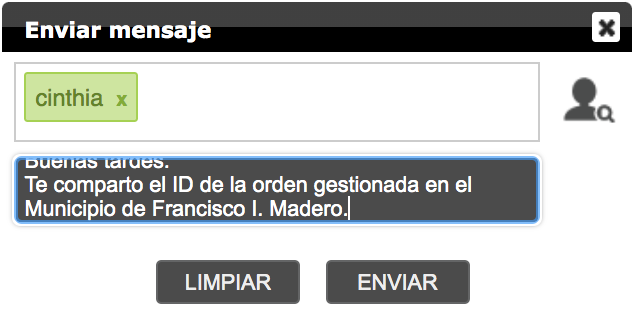 Enviar mensaje
cinthia x
Buenas tardes.
Te comparto el ID de la orden gestionada en el
Municipio de Francisco I. Madero.
LIMPIAR ENVIAR